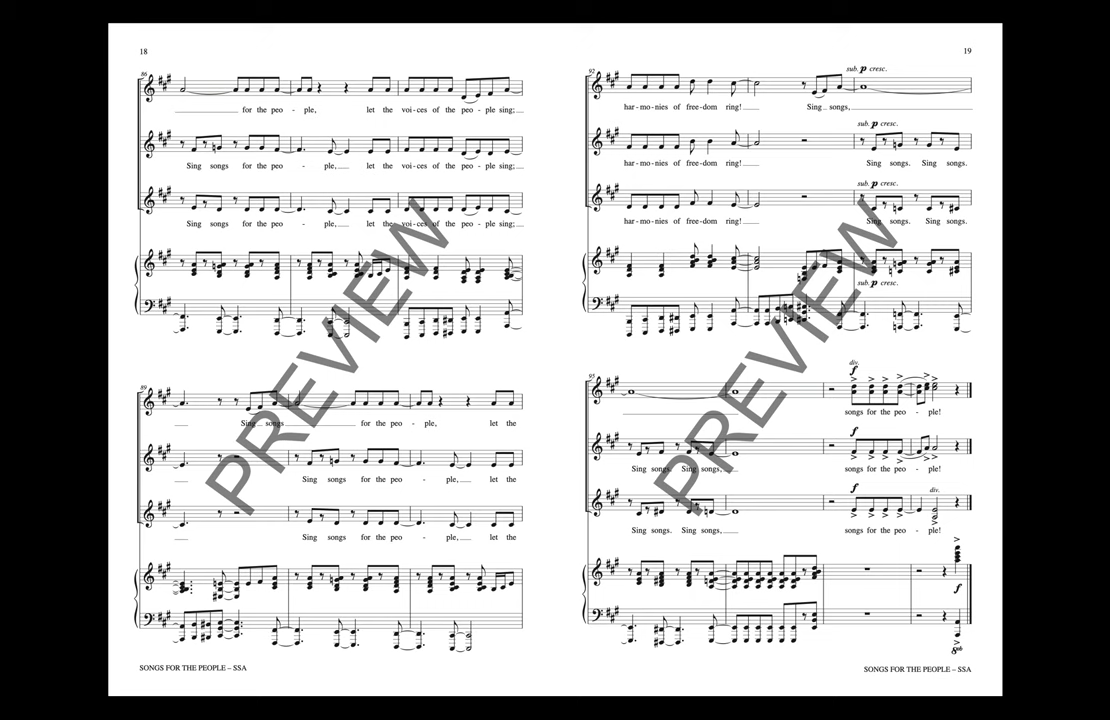 18
86
for the peo - ple, let the voi - ces of the peo - ple sing;
Sing songs for the peo - ple, let the voi - ces of the peo - ple sing;
Sing songs for the peo - ple, let the voi - ces of the peo - ple sing;
89
Sing songs for the peo - ple, let the
Sing songs for the peo - ple, let the
Sing songs for the peo - ple, let the
SONGS FOR THE PEOPLE – SSA
PREVIEW
19
92
sub. p cresc.
har - mo - nies of free - dom ring! Sing songs,
sub. p cresc.
har - mo - nies of free - dom ring! Sing songs. Sing songs.
sub. p cresc.
har - mo - nies of free - dom ring! Sing songs. Sing songs.
sub. p cresc.
95
div.
f
songs for the peo - ple!
f
Sing songs. Sing songs, songs for the peo - ple!
f
div.
Sing songs. Sing songs, songs for the peo - ple!
f
8vb
SONGS FOR THE PEOPLE – SSA
PREVIEW